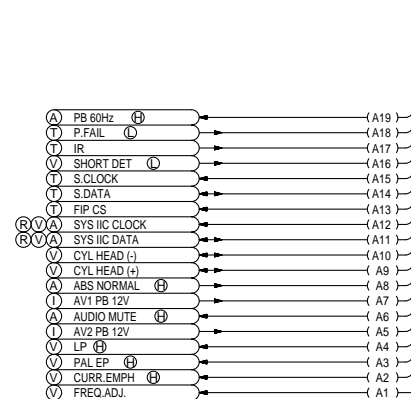 A PB 60Hz H A19
T P.FAIL L A18
T IR A17
V SHORT DET L A16
T S.CLOCK A15
T S.DATA A14
T FIP CS A13
R V A SYS IIC CLOCK A12
R V A SYS IIC DATA A11
V CYL HEAD (-) A10
V CYL HEAD (+) A9
A ABS NORMAL H A8
I AV1 PB 12V A7
A AUDIO MUTE H A6
I AV2 PB 12V A5
V LP H A4
V PAL EP H A3
V CURR.EMPH H A2
V FREQ.ADJ. A1